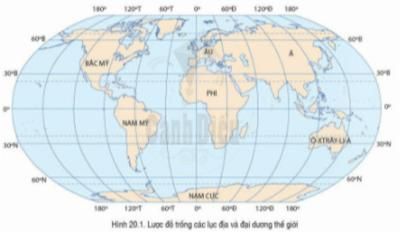 180° 120°T 60°T 0° 60°Đ 120°Đ 180°
60°B 60°B
ÂU Á
BẮC MỸ
30°B 30°B
PHI
0° 0°
NAM MỸ
Ô-XTRÂY-LI-A
30°N 30°N
60°N 60°N
NAM CỰC
180° 120°T 60°T 0° 60°Đ 120°Đ 180°
Hình 20.1. Lược đồ trống các lục địa và đại dương thế giới